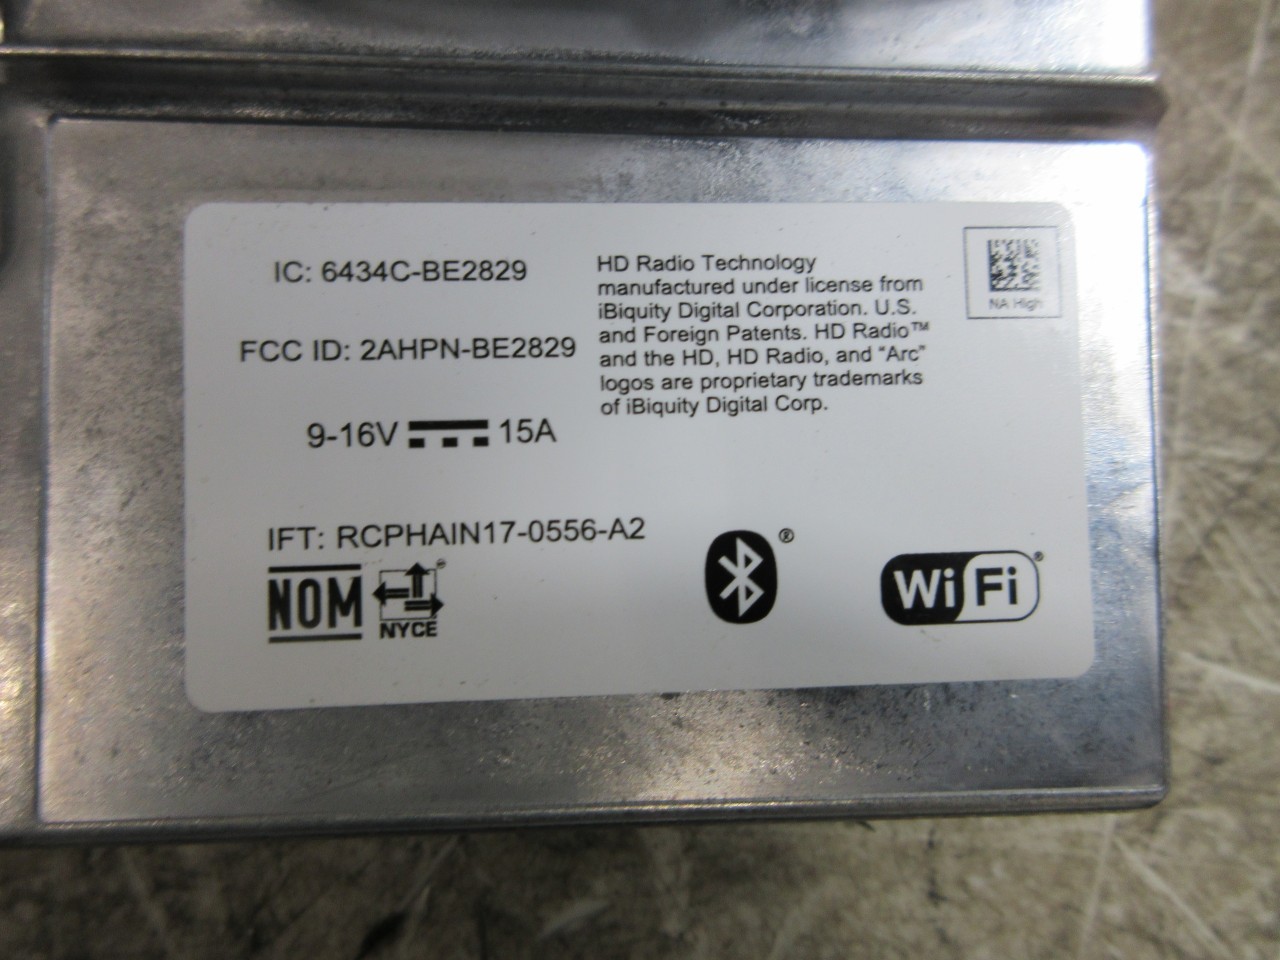 IC: 6434C-BE2829
FCC ID: 2AHPN-BE2829
9-16V 15A
HD Radio Technology
manufactured under license from
iBiquity Digital Corporation. U.S.
and Foreign Patents. HD Radio™
and the HD, HD Radio, and “Arc”
logos are proprietary trademarks
of iBiquity Digital Corp.
NA High
IFT: RCPHAIN17-0556-A2
NOM
NYCE
®
WiFi®